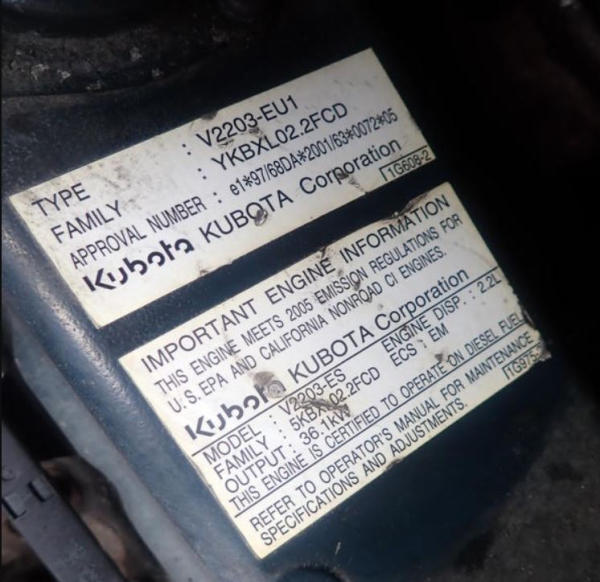 TYPE : V2203-EU1
FAMILY : YKBXL02.2FCD
APPROVAL NUMBER : e1*97/68DA*2001/63*0072*05
Kubota KUBOTA Corporation 1G608-2
IMPORTANT ENGINE INFORMATION
THIS ENGINE MEETS 2005 EMISSION REGULATIONS FOR
U.S. EPA AND CALIFORNIA NONROAD CI ENGINES.
Kubota KUBOTA Corporation
MODEL : V2203-ES ENGINE DISP. : 2.2L
FAMILY : 5KBXL02.2FCD ECS : EM
OUTPUT : 36.1kW
THIS ENGINE IS CERTIFIED TO OPERATE ON DIESEL FUEL
REFER TO OPERATOR'S MANUAL FOR MAINTENANCE
SPECIFICATIONS AND ADJUSTMENTS.